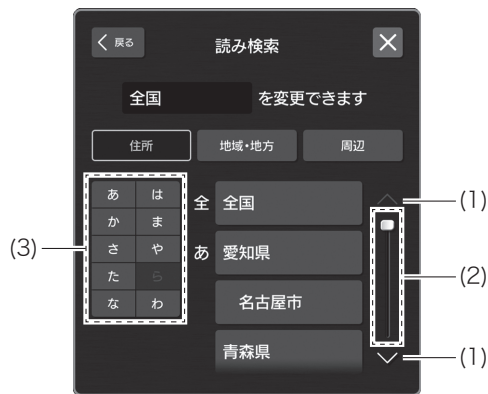 戻る
読み検索
全国 を変更できます
住所 地域・地方 周辺
あ は
か ま
さ や
た ら
な わ
全 全国
あ 愛知県
名古屋市
青森県
(1)
(2)
(1)
(3)